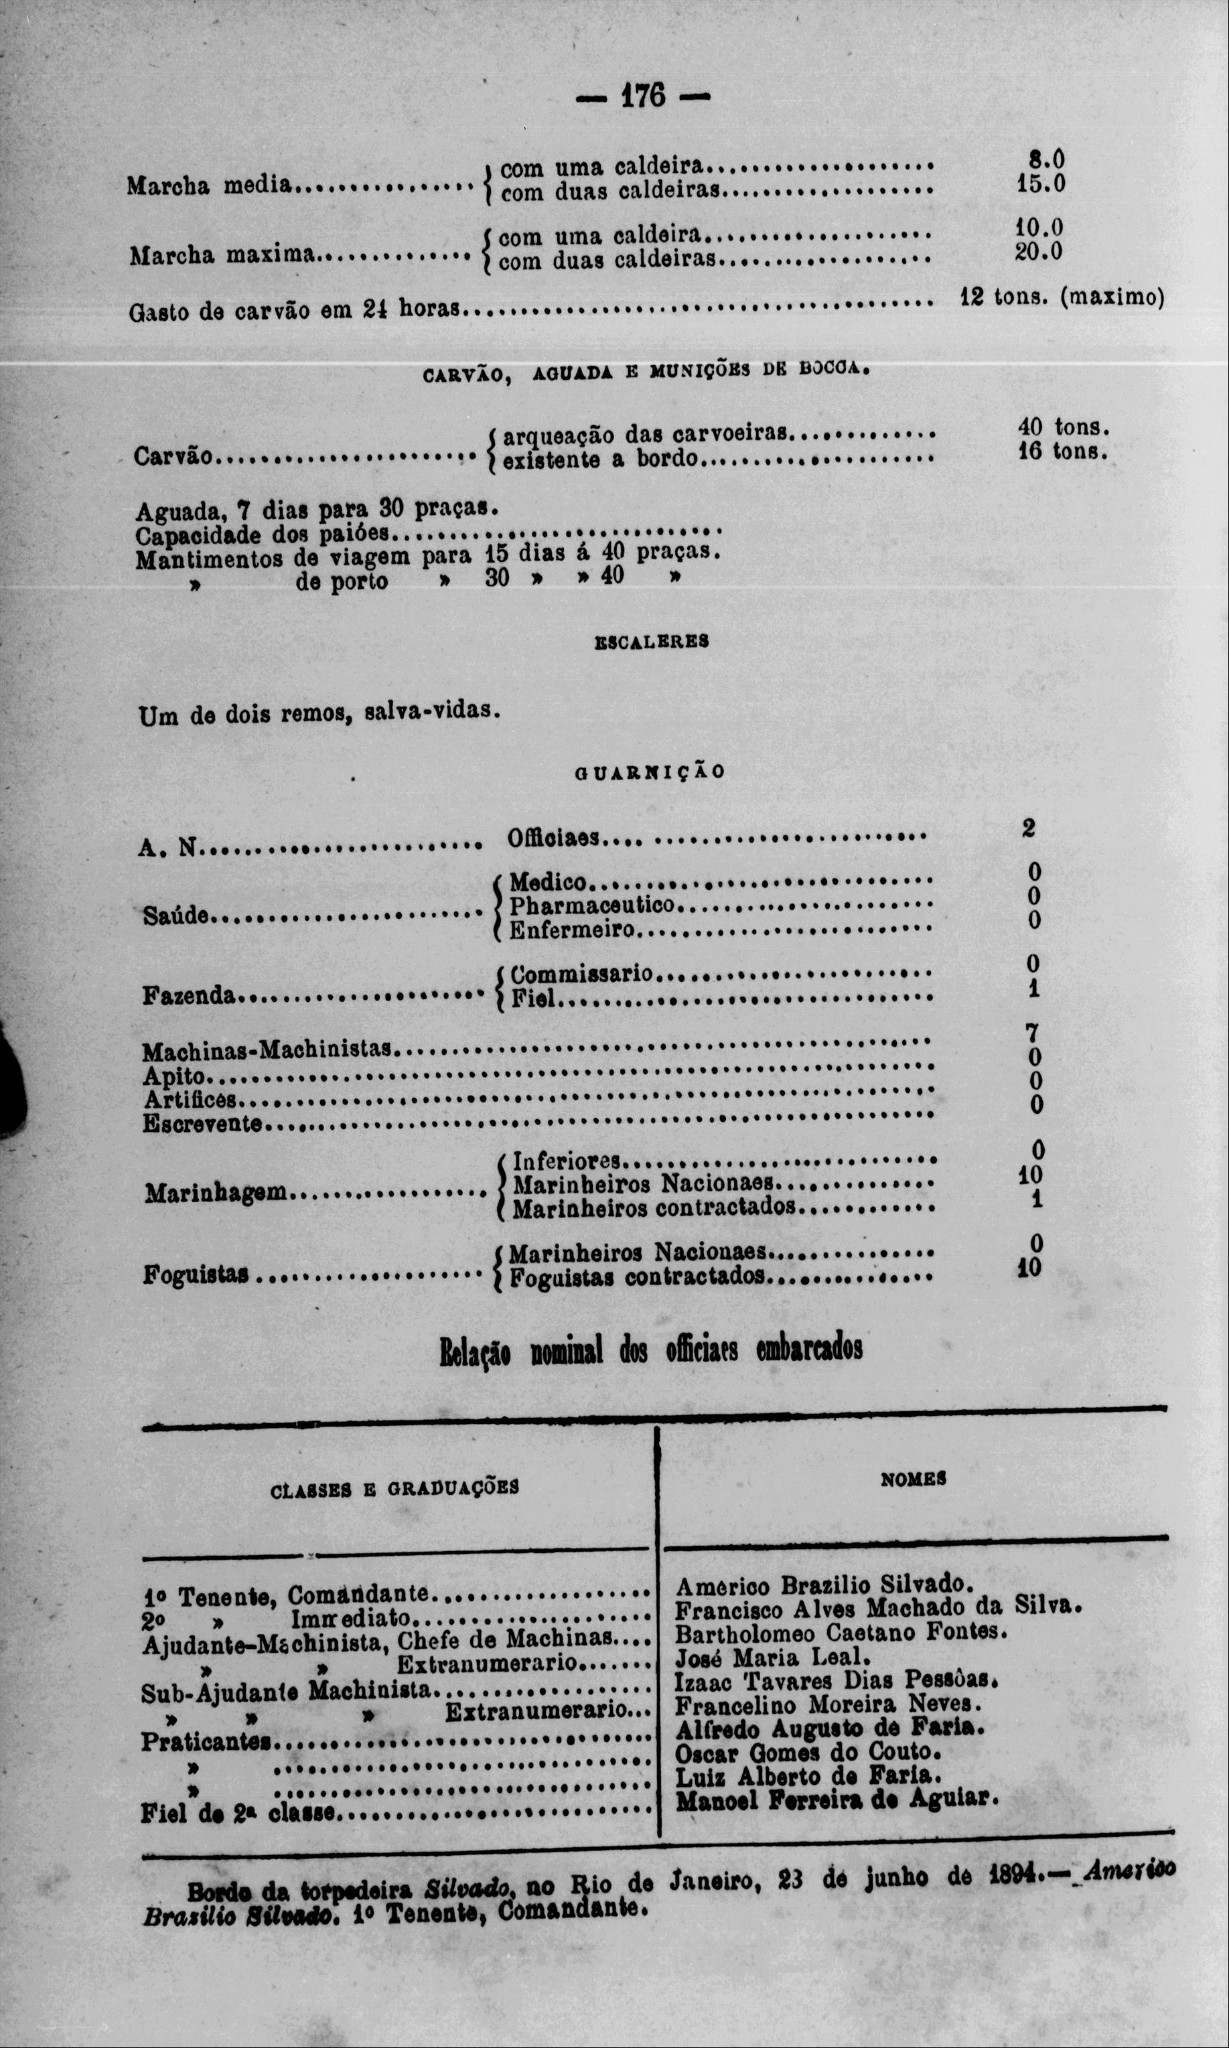 — 176 —
Marcha media................ { com uma caldeira.................... 8.0
com duas caldeiras................... 15.0
Marcha maxima.............. { com uma caldeira.................... 10.0
com duas caldeiras................... 20.0
Gasto de carvão em 24 horas.......................................... 12 tons. (maximo)
CARVÃO, AGUADA E MUNIÇÕES DE BOCCA.
Carvão........................ { arqueação das carvoeiras............. 40 tons.
existente a bordo..................... 16 tons.
Aguada, 7 dias para 30 praças.
Capacidade dos paióes.............................
Mantimentos de viagem para 15 dias á 40 praças.
» de porto » 30 » » 40 »
ESCALERES
Um de dois remos, salva-vidas.
GUARNIÇÃO
A. N.......................... Officiaes.... ........................ 2
Saúde........................ { Medico............................... 0
Pharmaceutico....................... 0
Enfermeiro.......................... 0
Fazenda...................... { Commissario........................ 0
Fiel................................. 1
Machinas-Machinistas................................................ 7
Apito................................................................ 0
Artifices............................................................. 0
Escrevente........................................................... 0
Marinhagem.................. { Inferiores............................ 0
Marinheiros Nacionaes.............. 10
Marinheiros contractados............ 1
Foguistas.................... { Marinheiros Nacionaes............... 0
Foguistas contractados............... 10
Relação nominal dos officiaes embarcados
CLASSES E GRADUAÇÕES NOMES
1º Tenente, Comandante................... Americo Brazilio Silvado.
2º » Immediato..................... Francisco Alves Machado da Silva.
Ajudante-Machinista, Chefe de Machinas.... Bartholomeo Caetano Fontes.
» » Extranumerario....... José Maria Leal.
Sub-Ajudante Machinista................... Izaac Tavares Dias Pessôas.
» » » Extranumerario... Francelino Moreira Neves.
Praticantes................................. Alfredo Augusto de Faria.
» ................................. Oscar Gomes do Couto.
» ................................. Luiz Alberto de Faria.
Fiel de 2ª classe............................ Manoel Ferreira de Aguiar.
Bordo da torpedeira Silvado, no Rio de Janeiro, 23 de junho de 1894.— Americo
Brazilio Silvado. 1º Tenente, Comandante.